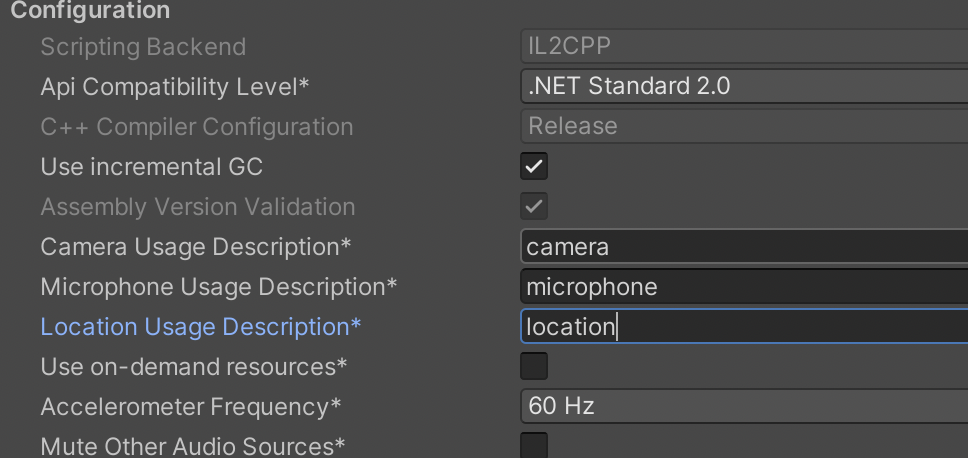 Configuration
Scripting Backend IL2CPP
Api Compatibility Level* .NET Standard 2.0
C++ Compiler Configuration Release
Use incremental GC
Assembly Version Validation
Camera Usage Description* camera
Microphone Usage Description* microphone
Location Usage Description* location
Use on-demand resources*
Accelerometer Frequency* 60 Hz
Mute Other Audio Sources*